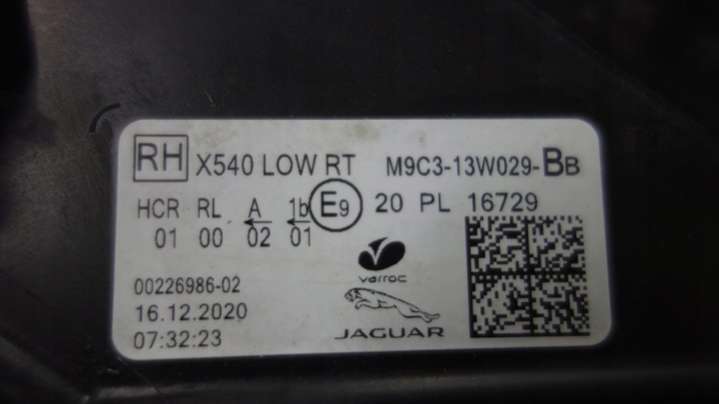 RH X540 LOW RT M9C3-13W029-BB
HCR RL A 1b E9 20 PL 16729
01 00 02 01
varroc
00226986-02
16.12.2020
JAGUAR
07:32:23